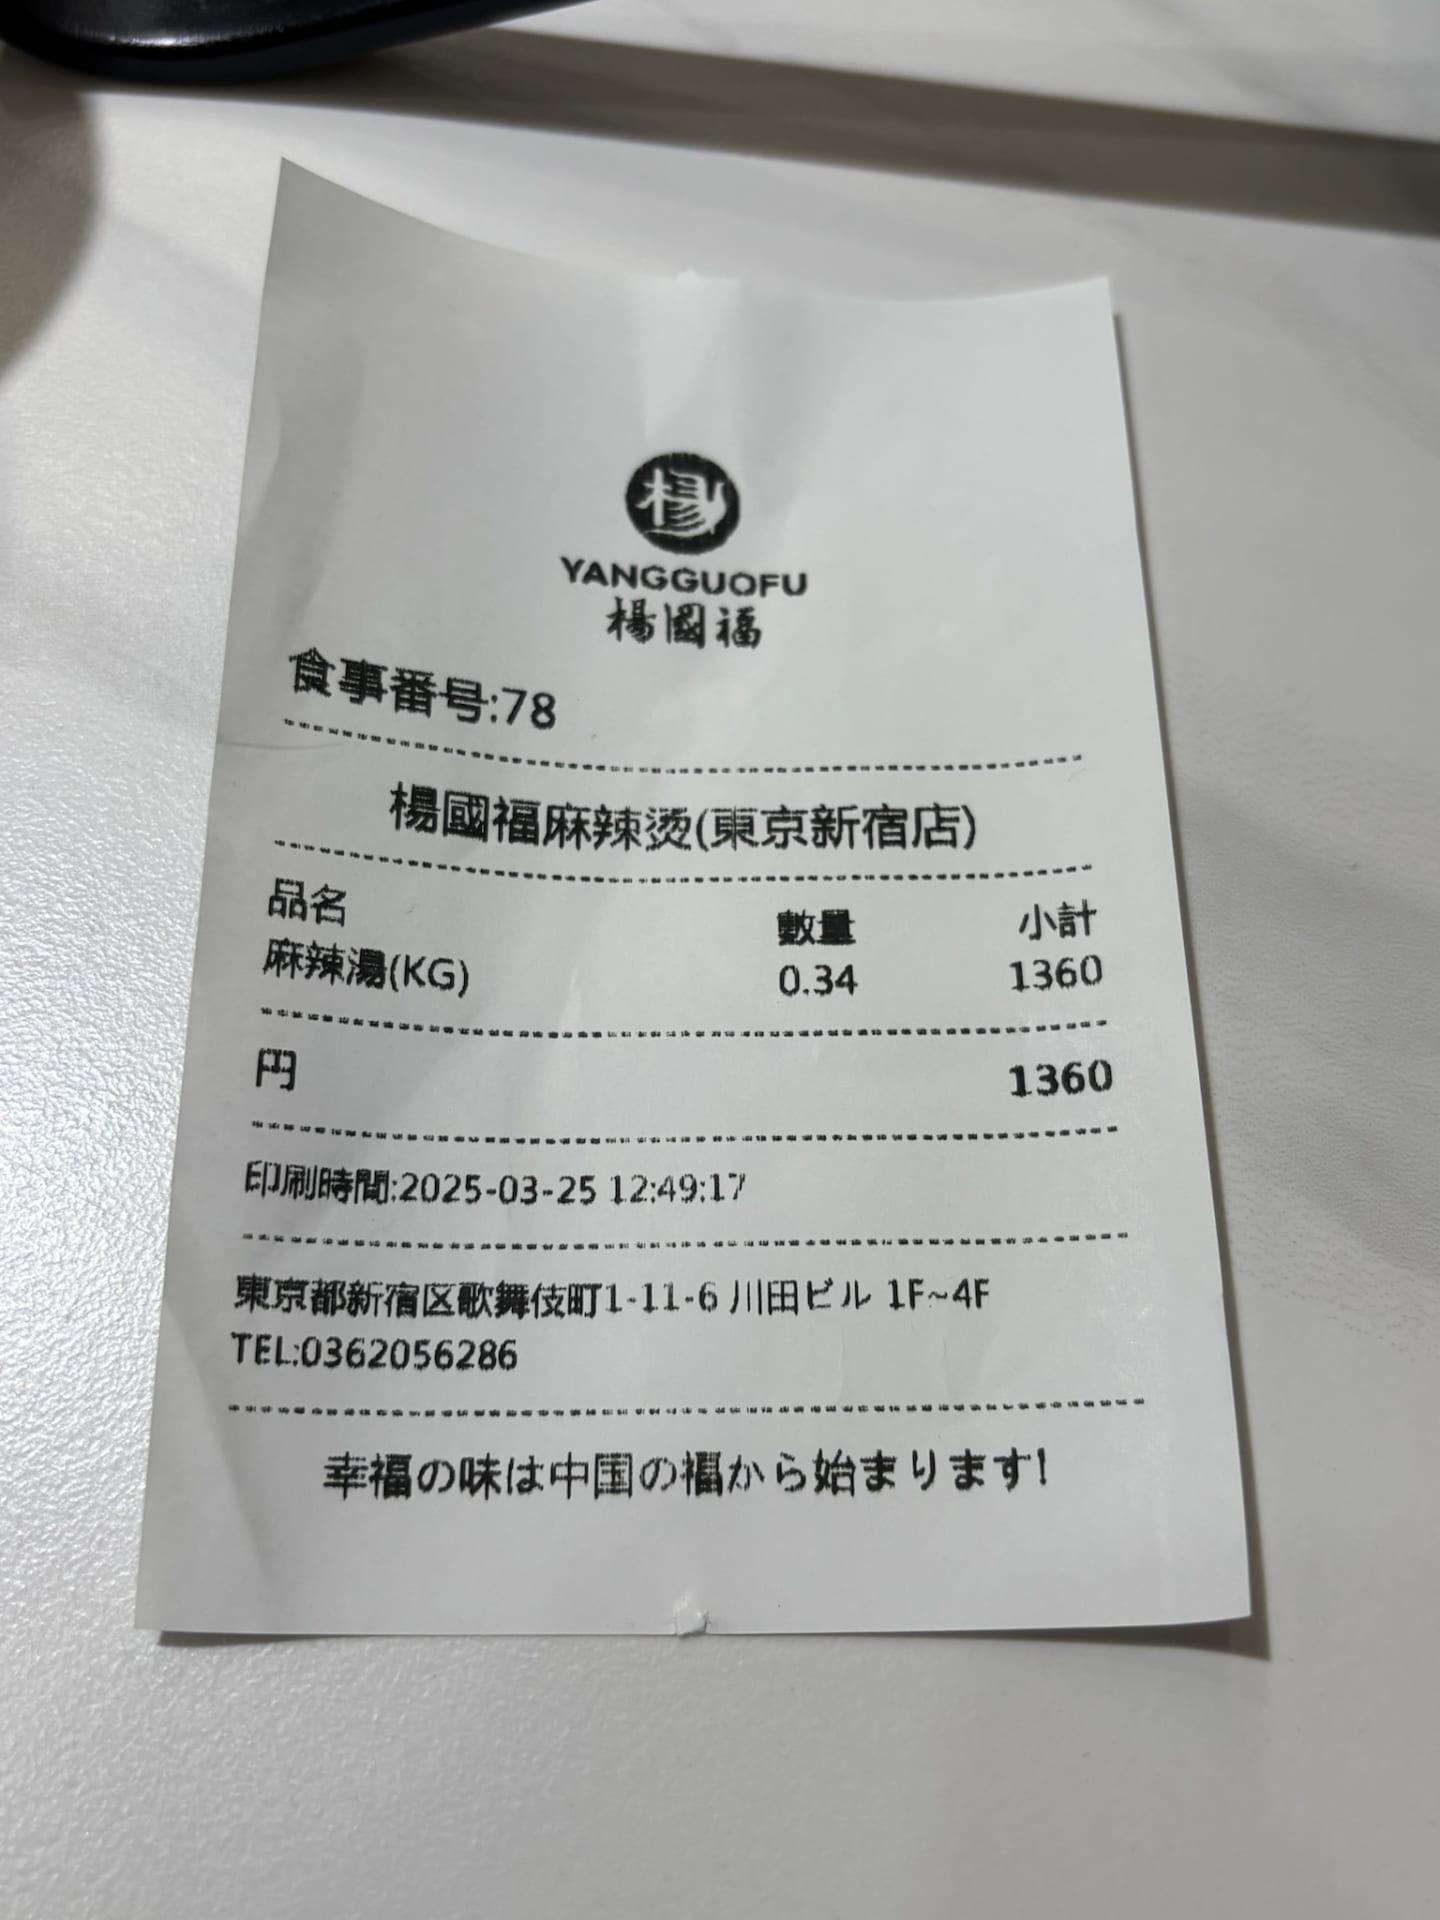 楊
YANGGUOFU
楊國福
食事番号:78
楊國福麻辣烫(東京新宿店)
品名 數量 小計
麻辣湯(KG) 0.34 1360
円 1360
印刷時間:2025-03-25 12:49:17
東京都新宿区歌舞伎町1-11-6 川田ビル 1F~4F
TEL:0362056286
幸福の味は中国の福から始まります!